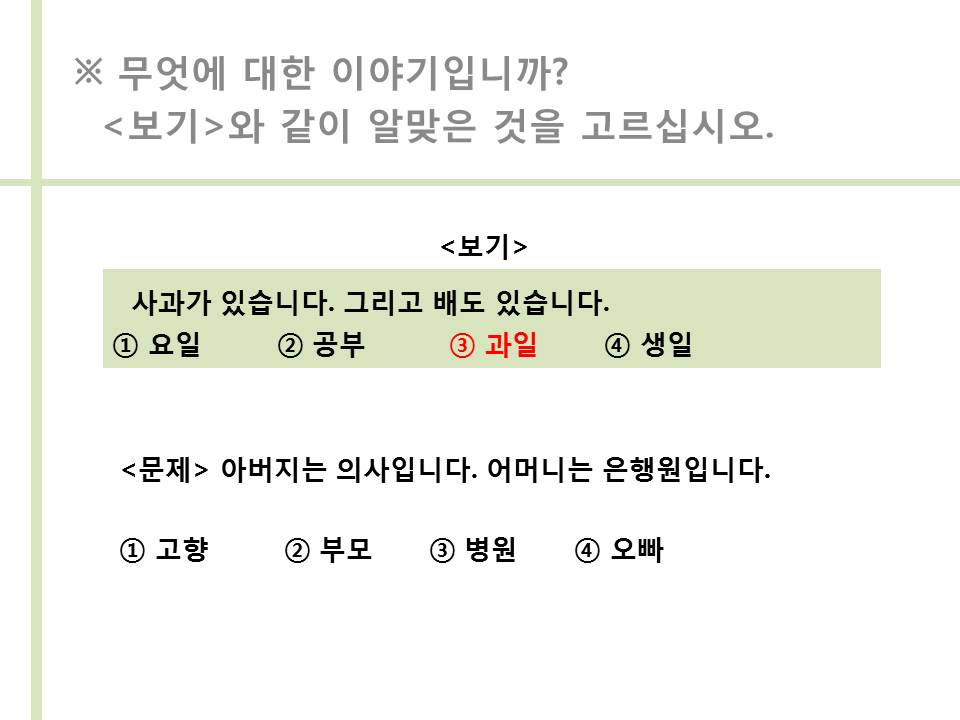 ※ 무엇에 대한 이야기입니까?
<보기>와 같이 알맞은 것을 고르십시오.
<보기>
사과가 있습니다. 그리고 배도 있습니다.
① 요일 ② 공부 ③ 과일 ④ 생일
<문제> 아버지는 의사입니다. 어머니는 은행원입니다.
① 고향 ② 부모 ③ 병원 ④ 오빠